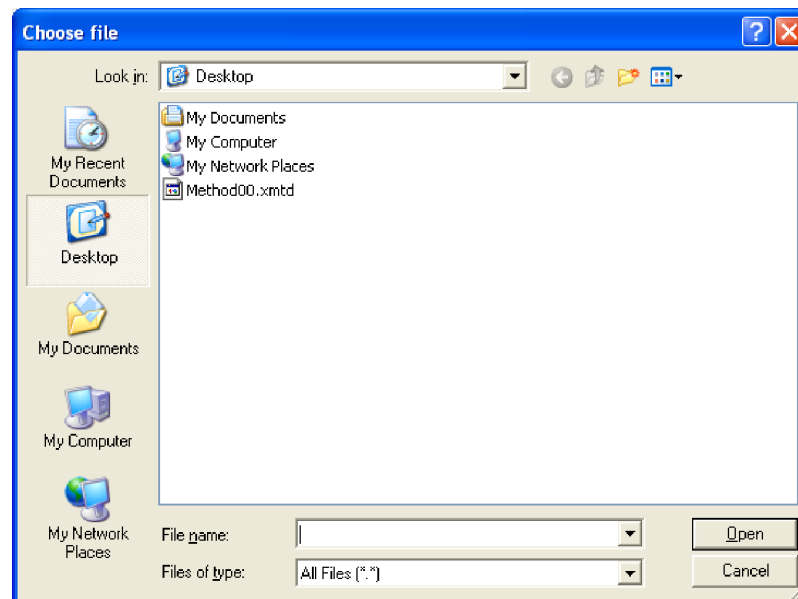 Choose file
?
Look in:
Desktop
My Documents
My Computer
My Network Places
Method00.xmtd
My Recent
Documents
Desktop
My Documents
My Computer
My Network
Places
File name:
Open
Files of type:
All Files (*.*)
Cancel